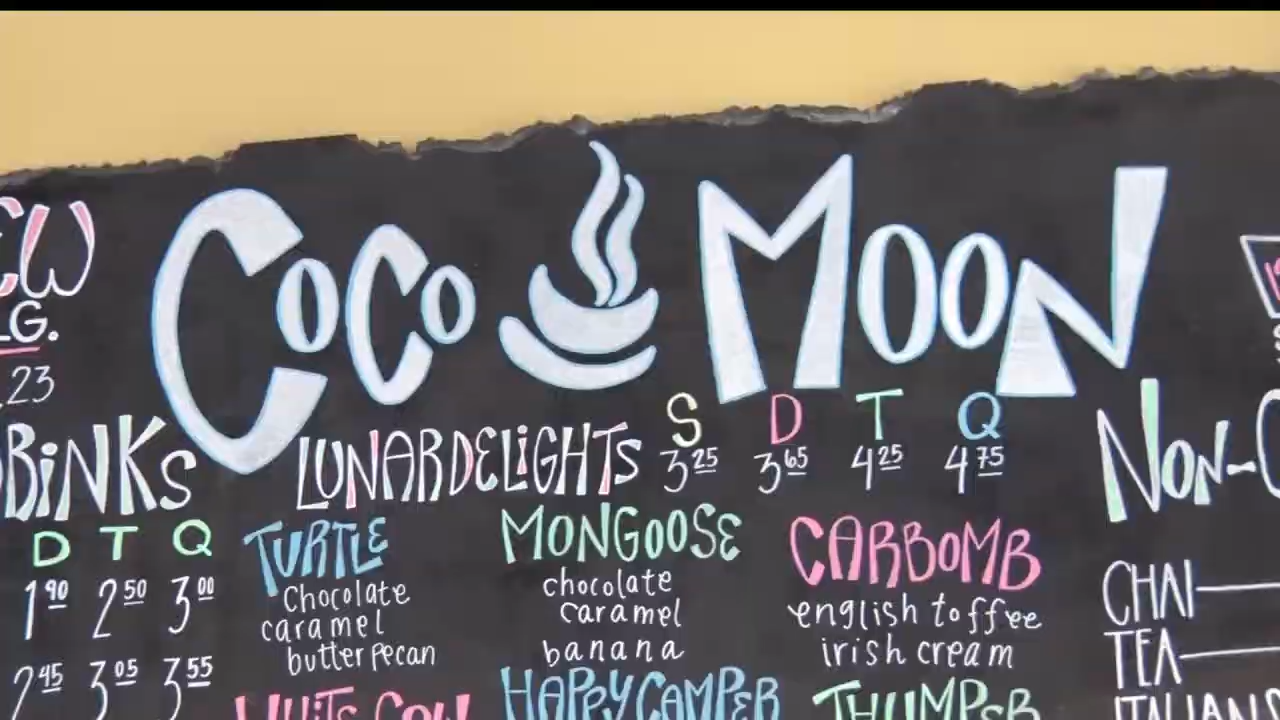 COCO MOON
LG.
.23
LUNAR DELIGHTS
S D T Q
3.25 3.65 4.25 4.75
D T Q
1.90 2.50 3.00
2.45 3.05 3.55
TURTLE
Chocolate
caramel
butter pecan
MONGOOSE
chocolate
caramel
banana
HAPPY CAMPER
CARBOMB
english toffee
irish cream
THUMPER
NON-C
CHAI
TEA